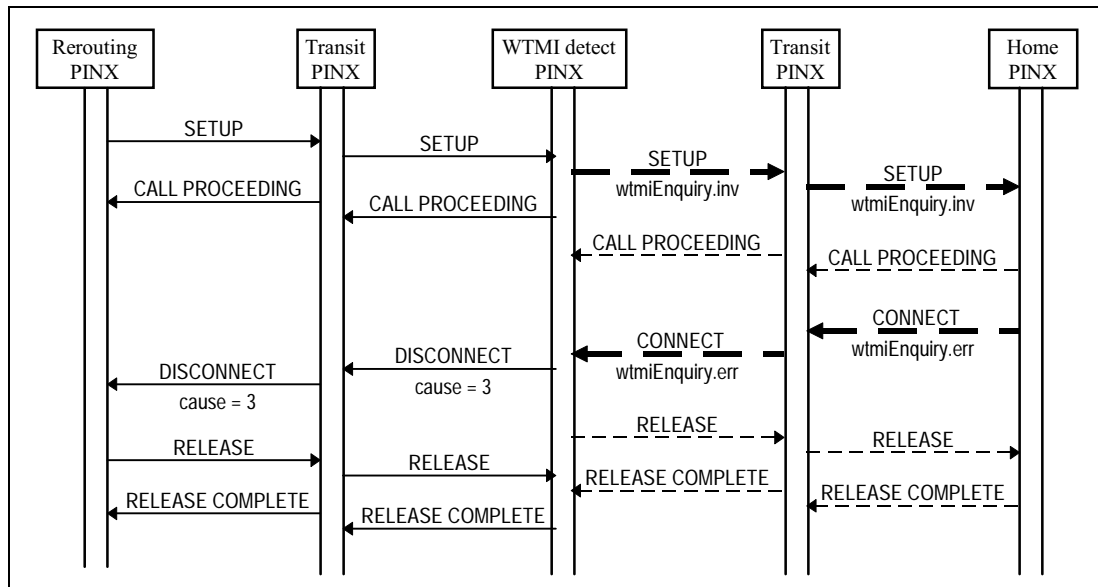 Rerouting PINX
Transit PINX
WTMI detect PINX
Transit PINX
Home PINX
SETUP
SETUP
SETUP
wtmiEnquiry.inv
SETUP
wtmiEnquiry.inv
CALL PROCEEDING
CALL PROCEEDING
CALL PROCEEDING
CALL PROCEEDING
CONNECT
wtmiEnquiry.err
CONNECT
wtmiEnquiry.err
DISCONNECT
cause = 3
DISCONNECT
cause = 3
RELEASE
RELEASE
RELEASE
RELEASE
RELEASE COMPLETE
RELEASE COMPLETE
RELEASE COMPLETE
RELEASE COMPLETE